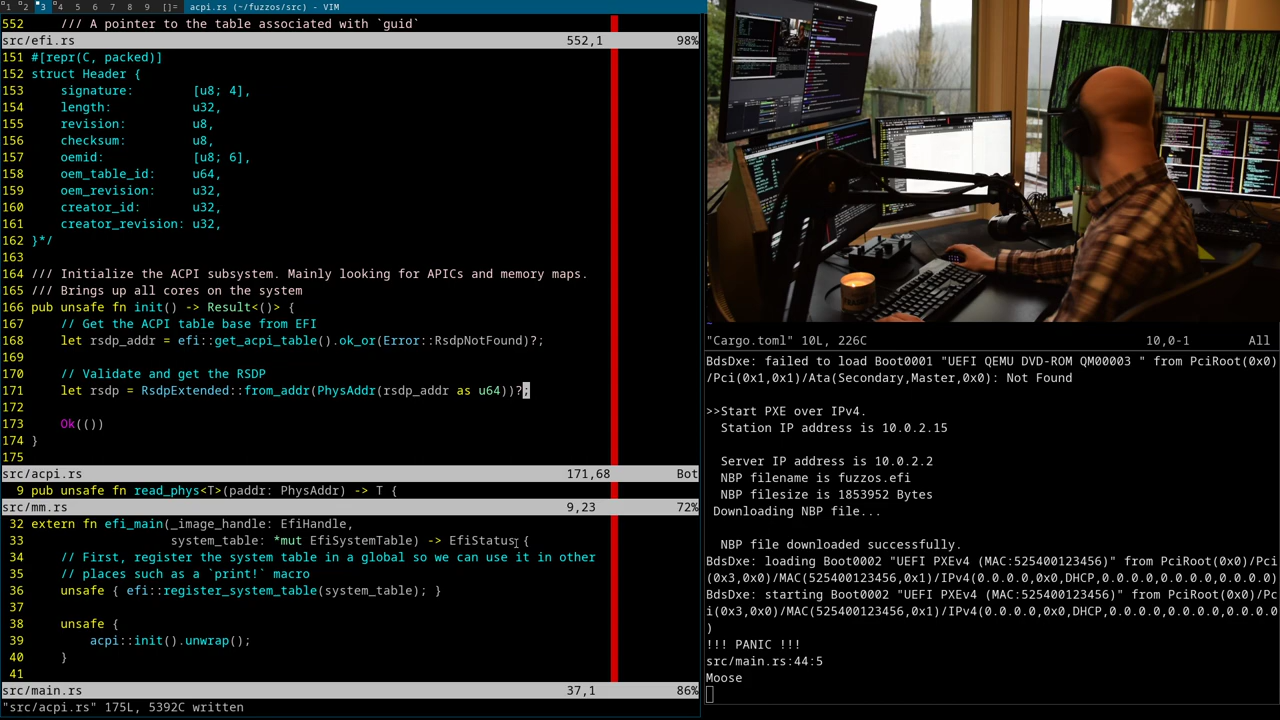 1 2 3 4 5 6 7 8 9 []= acpi.rs (~/fuzzos/src) - VIM
552     /// A pointer to the table associated with `guid`
src/efi.rs 552,1 98%
151 #[repr(C, packed)]
152 struct Header {
153     signature:         [u8; 4],
154     length:            u32,
155     revision:          u8,
156     checksum:          u8,
157     oemid:             [u8; 6],
158     oem_table_id:      u64,
159     oem_revision:      u32,
160     creator_id:        u32,
161     creator_revision: u32,
162 }*/
163
164 /// Initialize the ACPI subsystem. Mainly looking for APICs and memory maps.
165 /// Brings up all cores on the system
166 pub unsafe fn init() -> Result<()> {
167     // Get the ACPI table base from EFI
168     let rsdp_addr = efi::get_acpi_table().ok_or(Error::RsdpNotFound)?;
169
170     // Validate and get the RSDP
171     let rsdp = RsdpExtended::from_addr(PhysAddr(rsdp_addr as u64))?;
172
173     Ok(())
174 }
175
src/acpi.rs 171,68 Bot
9 pub unsafe fn read_phys<T>(paddr: PhysAddr) -> T {
src/mm.rs 9,23 72%
32 extern fn efi_main(_image_handle: EfiHandle,
33                    system_table: *mut EfiSystemTable) -> EfiStatus {
34     // First, register the system table in a global so we can use it in other
35     // places such as a `print!` macro
36     unsafe { efi::register_system_table(system_table); }
37
38     unsafe {
39         acpi::init().unwrap();
40     }
41
src/main.rs 37,1 86%
"src/acpi.rs" 175L, 5392C written
"Cargo.toml" 10L, 226C 10,0-1 All
BdsDxe: failed to load Boot0001 "UEFI QEMU DVD-ROM QM00003 " from PciRoot(0x0)
/Pci(0x1,0x1)/Ata(Secondary,Master,0x0): Not Found
>>Start PXE over IPv4.
Station IP address is 10.0.2.15
Server IP address is 10.0.2.2
NBP filename is fuzzos.efi
NBP filesize is 1853952 Bytes
Downloading NBP file...
NBP file downloaded successfully.
BdsDxe: loading Boot0002 "UEFI PXEv4 (MAC:525400123456)" from PciRoot(0x0)/Pci
(0x3,0x0)/MAC(525400123456,0x1)/IPv4(0.0.0.0,0x0,DHCP,0.0.0.0,0.0.0.0,0.0.0.0)
BdsDxe: starting Boot0002 "UEFI PXEv4 (MAC:525400123456)" from PciRoot(0x0)/Pc
i(0x3,0x0)/MAC(525400123456,0x1)/IPv4(0.0.0.0,0x0,DHCP,0.0.0.0,0.0.0.0,0.0.0.0
)
!!! PANIC !!!
src/main.rs:44:5
Moose